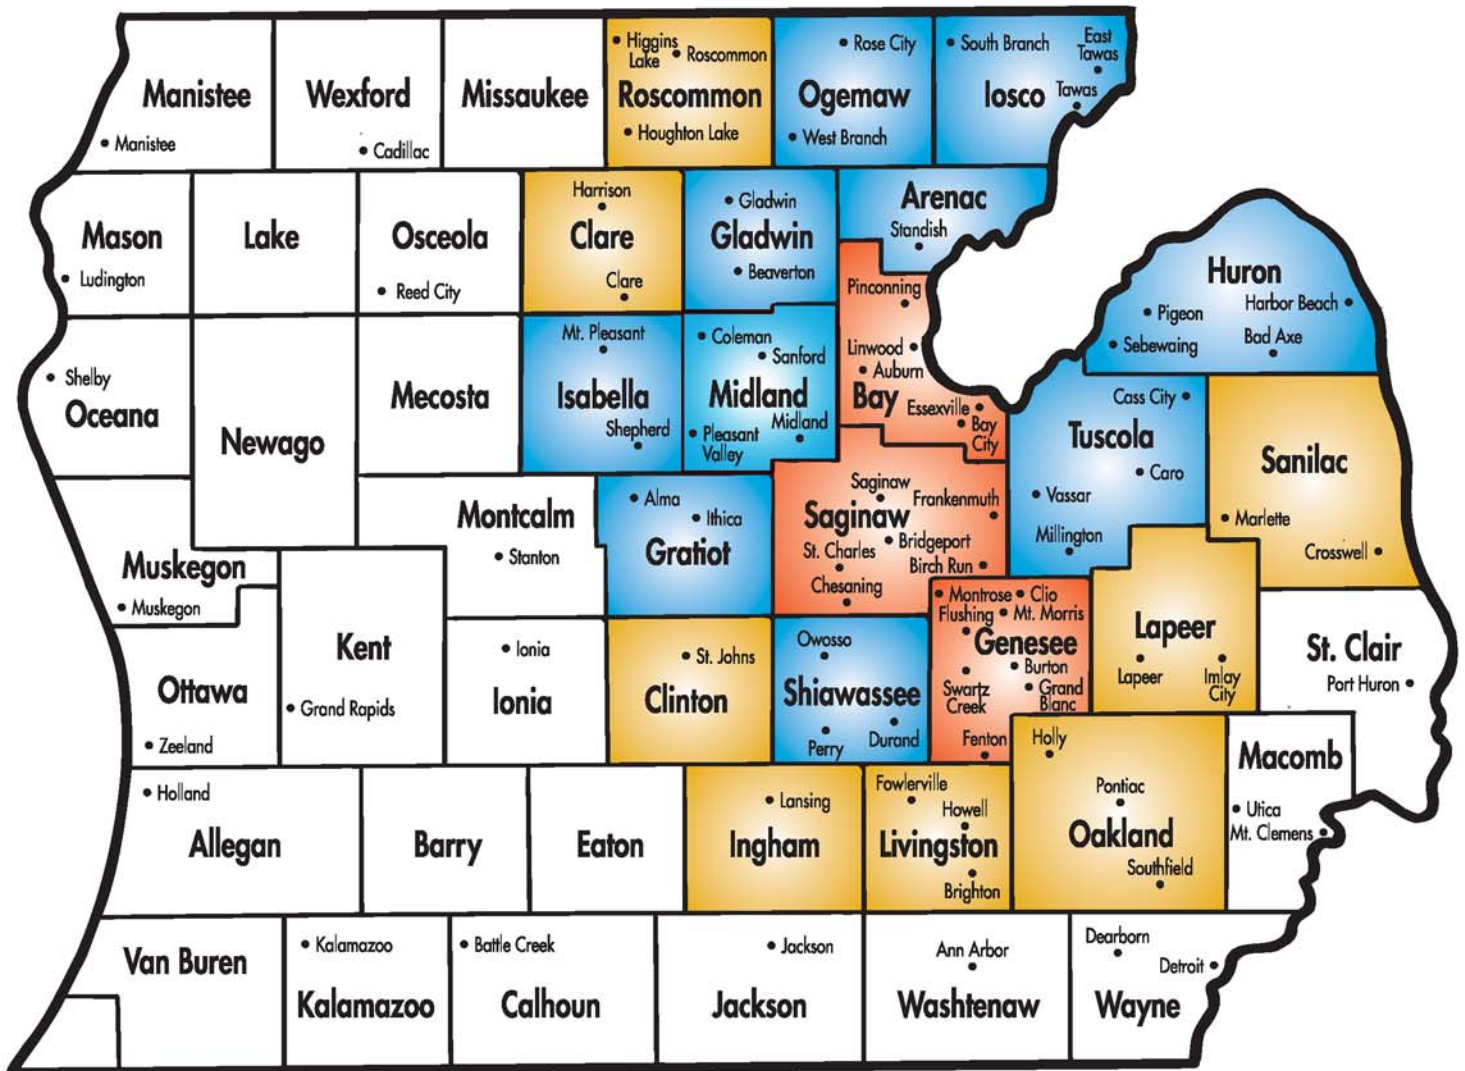 Manistee
Manistee
Wexford
Cadillac
Missaukee
Higgins
Lake
Roscommon
Roscommon
Houghton Lake
Rose City
Ogemaw
West Branch
South Branch
East
Tawas
Iosco
Tawas
Mason
Ludington
Lake
Osceola
Reed City
Harrison
Clare
Clare
Gladwin
Gladwin
Beaverton
Arenac
Standish
Huron
Pigeon
Harbor Beach
Sebewaing
Bad Axe
Shelby
Oceana
Newago
Mecosta
Mt. Pleasant
Isabella
Shepherd
Coleman
Sanford
Midland
Midland
Pleasant
Valley
Pinconning
Linwood
Auburn
Bay
Essexville
Bay
City
Cass City
Tuscola
Caro
Vassar
Millington
Sanilac
Marlette
Crosswell
Muskegon
Muskegon
Montcalm
Stanton
Alma
Ithica
Gratiot
Saginaw
Frankenmuth
Saginaw
Bridgeport
St. Charles
Birch Run
Chesaning
Montrose
Clio
Flushing
Mt. Morris
Genesee
Burton
Swartz
Creek
Grand
Blanc
Fenton
Lapeer
Lapeer
Imlay
City
St. Clair
Port Huron
Ottawa
Zeeland
Kent
Grand Rapids
Ionia
Ionia
St. Johns
Clinton
Owosso
Shiawassee
Perry
Durand
Holland
Allegan
Barry
Eaton
Lansing
Ingham
Fowlerville
Howell
Livingston
Brighton
Holly
Pontiac
Oakland
Southfield
Macomb
Utica
Mt. Clemens
Van Buren
Kalamazoo
Kalamazoo
Battle Creek
Calhoun
Jackson
Jackson
Ann Arbor
Washtenaw
Dearborn
Detroit
Wayne